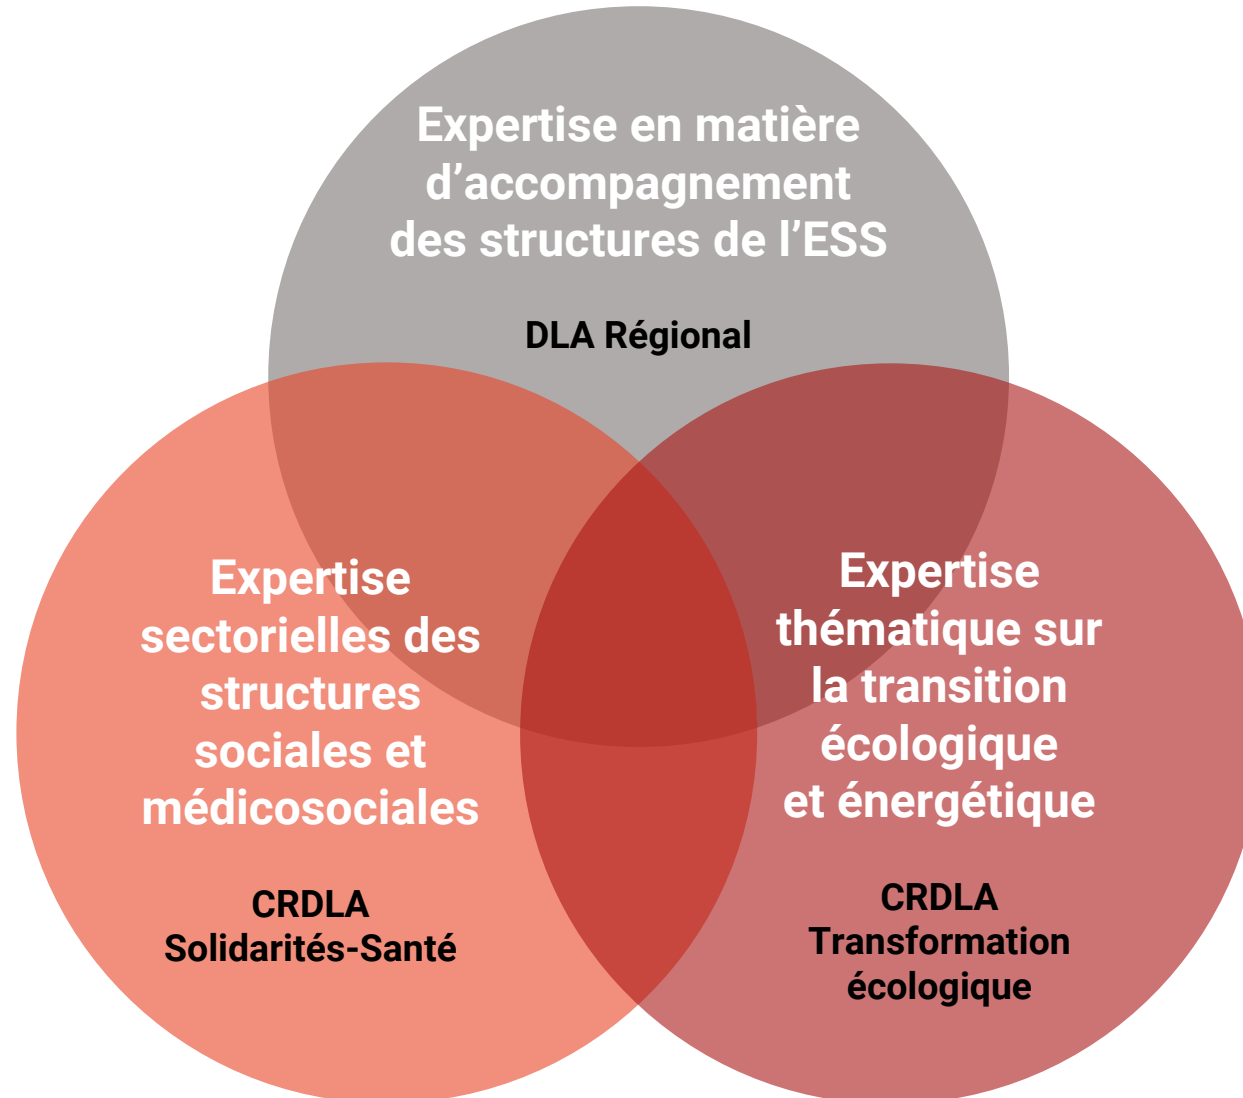 Expertise en matière
d’accompagnement
des structures de l’ESS
DLA Régional
Expertise
sectorielles des
structures
sociales et
médicosociales
CRDLA
Solidarités-Santé
Expertise
thématique sur
la transition
écologique
et énergétique
CRDLA
Transformation
écologique